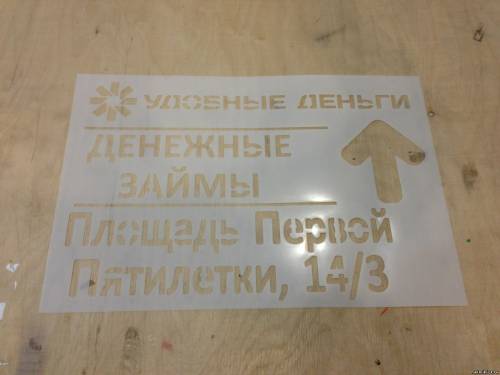 УДОБНЫЕ ДЕНЬГИ
ДЕНЕЖНЫЕ
ЗАЙМЫ
Площадь Первой
Пятилетки, 14/3